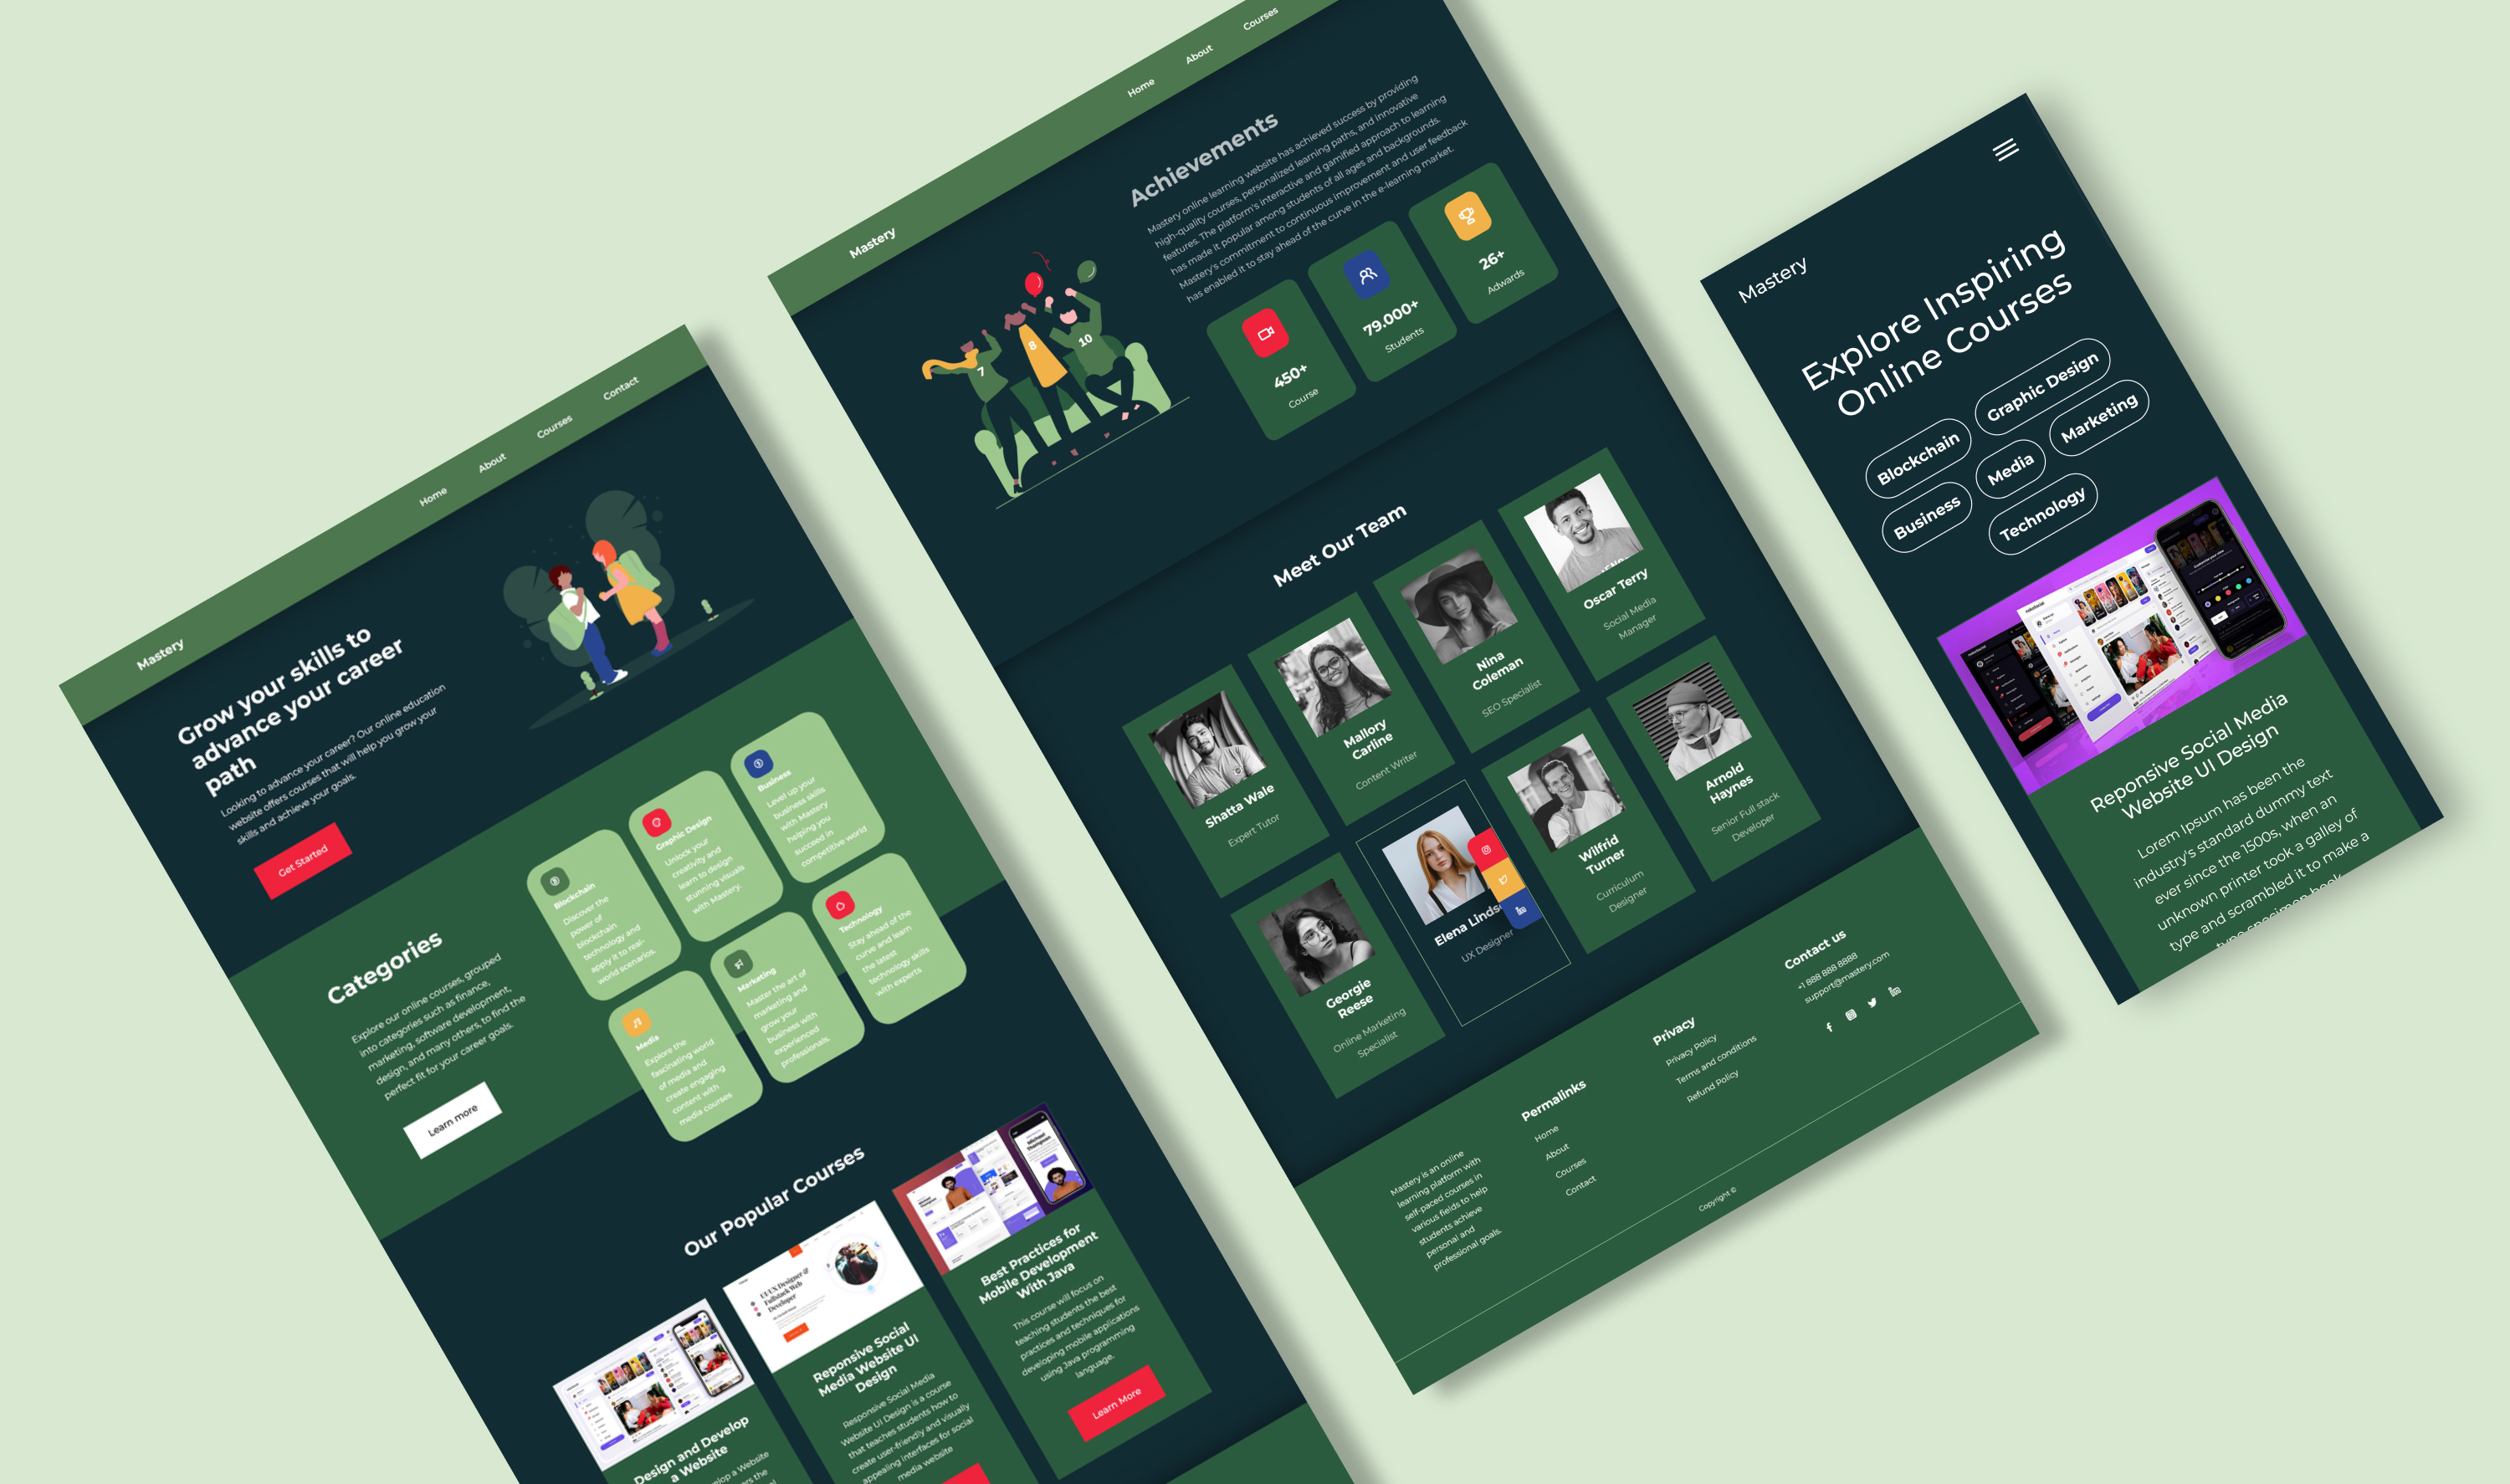 Mastery
Home
About
Courses
Contact
Grow your skills to
advance your career
path
Looking to advance your career? Our online education
website offers courses that will help you grow your
skills and achieve your goals.
Get Started
Categories
Explore our online courses, grouped
into categories such as finance,
marketing, software development,
design, and many others, to find the
perfect fit for your career goals.
Learn more
Blockchain
Discover the
power of
blockchain
technology and
apply it to real-
world scenarios.
Graphic Design
Unlock your
creativity and
learn to design
stunning visuals
with Mastery.
Business
Level up your
business skills
with Mastery
helping you
succeed in
competitive world
Media
Explore the
fascinating world
of media and
create engaging
content with
media courses
Marketing
Master the art of
marketing and
grow your
business with
experienced
professionals.
Technology
Stay ahead of the
curve and learn
the latest
technology skills
with experts
Our Popular Courses
Design and Develop
a Website
UI/UX Designer &
Fullstack Web
Developer
Reponsive Social
Media Website UI
Design
Responsive Social Media
Website UI Design is a course
that teaches students how to
create user-friendly and visually
appealing interfaces for social
media website
Best Practices for
Mobile Development
With Java
This course will focus on
teaching students the best
practices and techniques for
developing mobile applications
using Java programming
language.
Learn More
Mastery
Home
About
Courses
Achievements
Mastery online learning website has achieved success by providing
high-quality courses, personalized learning paths, and innovative
features. The platform's interactive and gamified approach to learning
has made it popular among students of all ages and backgrounds.
Mastery's commitment to continuous improvement and user feedback
has enabled it to stay ahead of the curve in the e-learning market.
7
8
10
450+
Course
79.000+
Students
26+
Adwards
Meet Our Team
Shatta Wale
Expert Tutor
Mallory
Carline
Content Writer
Nina
Coleman
SEO Specialist
Oscar Terry
Social Media
Manager
Georgie
Reese
Online Marketing
Specialist
Elena Linds
UX Designer
Wilfrid
Turner
Curriculum
Designer
Arnold
Haynes
Senior Full stack
Developer
Mastery is an online
learning platform with
self-paced courses in
various fields to help
students achieve
personal and
professional goals.
Permalinks
Home
About
Courses
Contact
Privacy
Privacy Policy
Terms and conditions
Refund Policy
Contact us
+1 888 888 8888
support@mastery.com
Copyright ©
Mastery
Explore Inspiring
Online Courses
Blockchain
Graphic Design
Business
Media
Marketing
Technology
Reponsive Social Media
Website UI Design
Lorem Ipsum has been the
industry's standard dummy text
ever since the 1500s, when an
unknown printer took a galley of
type and scrambled it to make a
type specimen book